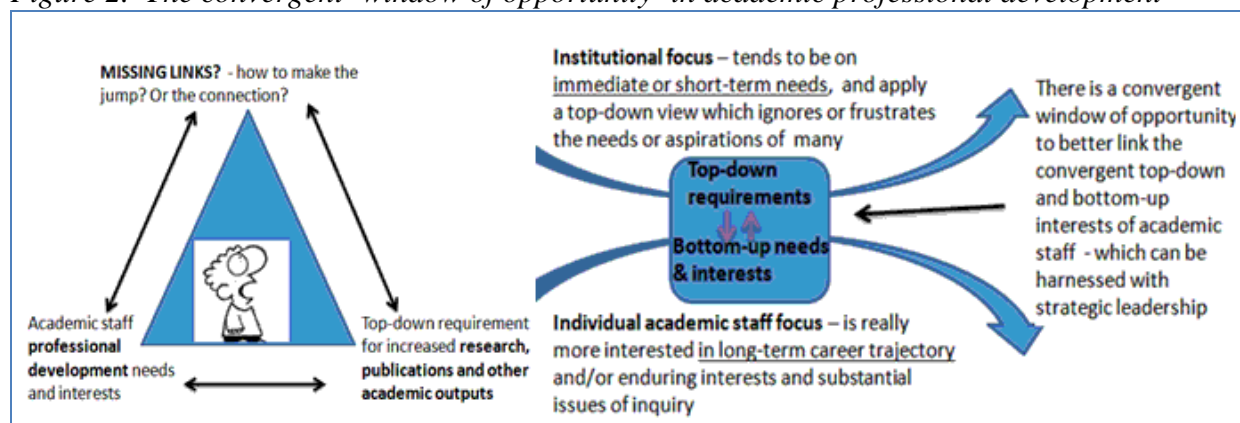 Figure 2: The convergent 'window of opportunity' in academic professional development
MISSING LINKS? - how to make the
jump? Or the connection?
Academic staff
professional
development needs
and interests
Top-down requirement
for increased research,
publications and other
academic outputs
Institutional focus – tends to be on
immediate or short-term needs, and apply
a top-down view which ignores or frustrates
the needs or aspirations of many
Top-down
requirements
Bottom-up needs
& interests
Individual academic staff focus – is really
more interested in long-term career trajectory
and/or enduring interests and substantial
issues of inquiry
There is a convergent
window of opportunity
to better link the
convergent top-down
and bottom-up
interests of academic
staff - which can be
harnessed with
strategic leadership